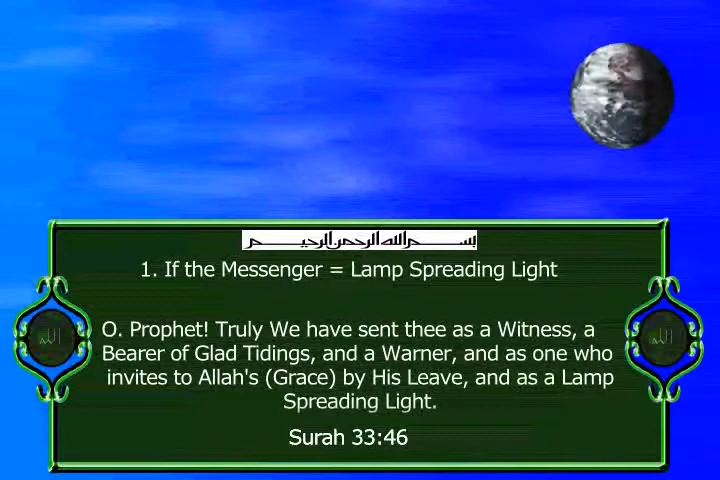 بسم الله الرحمن الرحيم
1. If the Messenger = Lamp Spreading Light
O. Prophet! Truly We have sent thee as a Witness, a
Bearer of Glad Tidings, and a Warner, and as one who
invites to Allah's (Grace) by His Leave, and as a Lamp
Spreading Light.
الله
الله
Surah 33:46